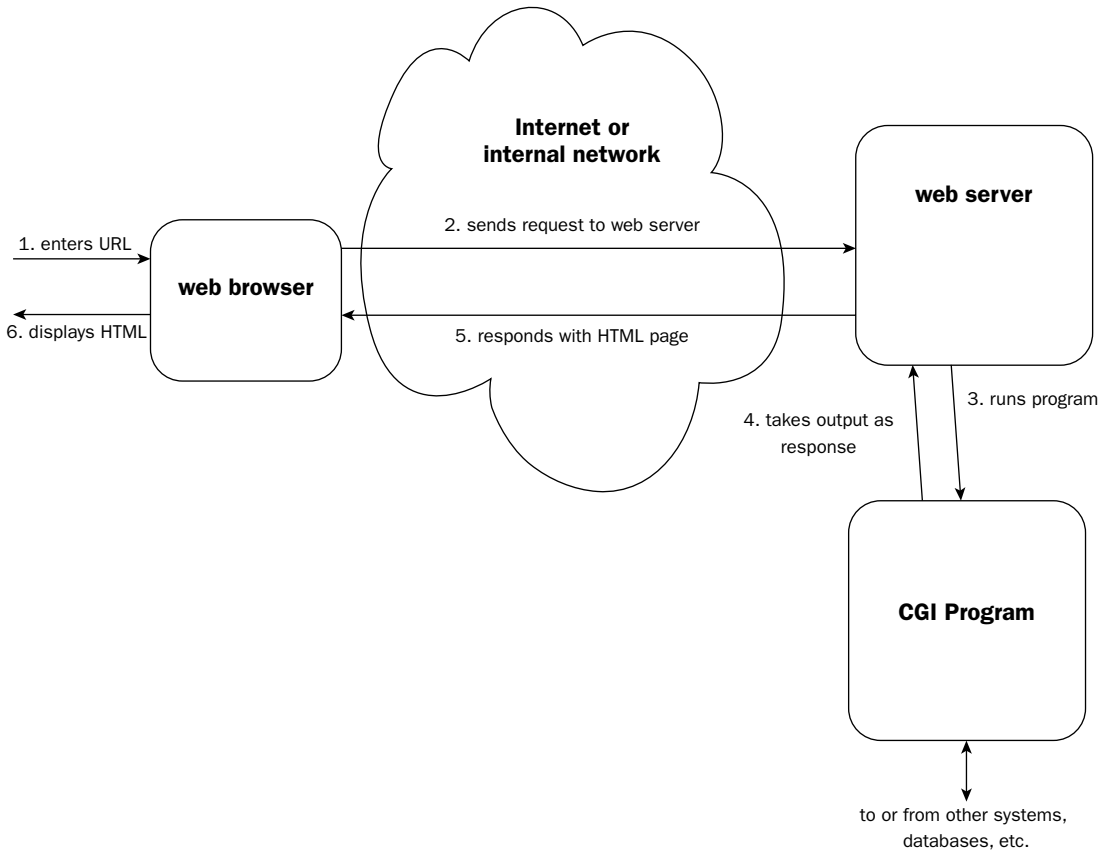 Internet or
internal network
web server
2. sends request to web server
1. enters URL
web browser
6. displays HTML
5. responds with HTML page
3. runs program
4. takes output as
response
CGI Program
to or from other systems,
databases, etc.